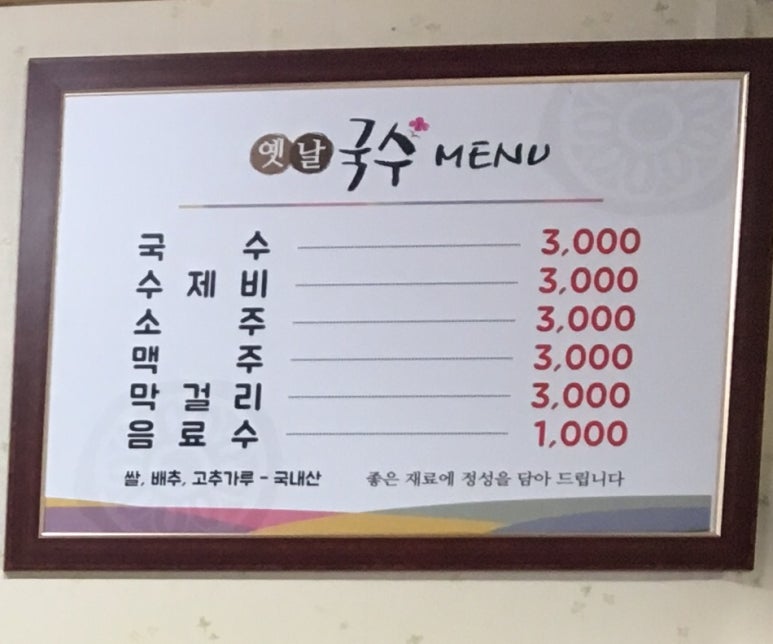 옛날 국수 MENU
국 수 3,000
수 제 비 3,000
소 주 3,000
맥 주 3,000
막 걸 리 3,000
음 료 수 1,000
쌀, 배추, 고추가루 - 국내산 좋은 재료에 정성을 담아 드립니다